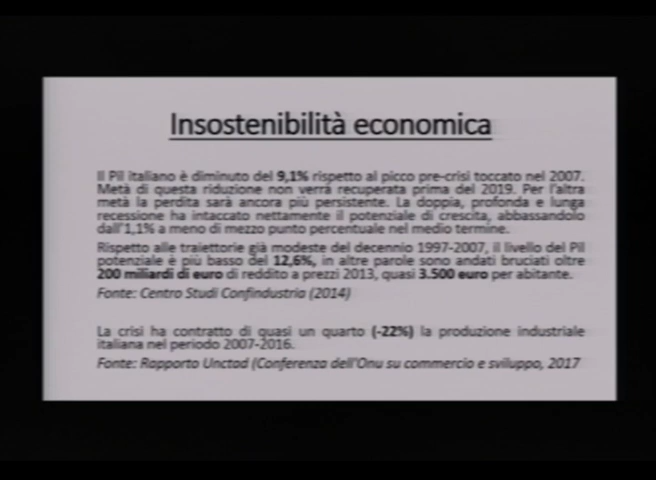 Insostenibilità economica
Il Pil italiano è diminuto del 9,1% rispetto al picco pre-crisi toccato nel 2007.
Metà di questa riduzione non verrà recuperata prima del 2019. Per l'altra
metà la perdita sarà ancora più persistente. La doppia, profonda e lunga
recessione ha intaccato nettamente il potenziale di crescita, abbassandolo
dall'1,1% a meno di mezzo punto percentuale nel medio termine.
Rispetto alle traiettorie già modeste del decennio 1997-2007, il livello del Pil
potenziale è più basso del 12,6%, in altre parole sono andati bruciati oltre
200 miliardi di euro di reddito a prezzi 2013, quasi 3.500 euro per abitante.
Fonte: Centro Studi Confindustria (2014)
La crisi ha contratto di quasi un quarto (-22%) la produzione industriale
italiana nel periodo 2007-2016.
Fonte: Rapporto Unctad (Conferenza dell'Onu su commercio e sviluppo, 2017